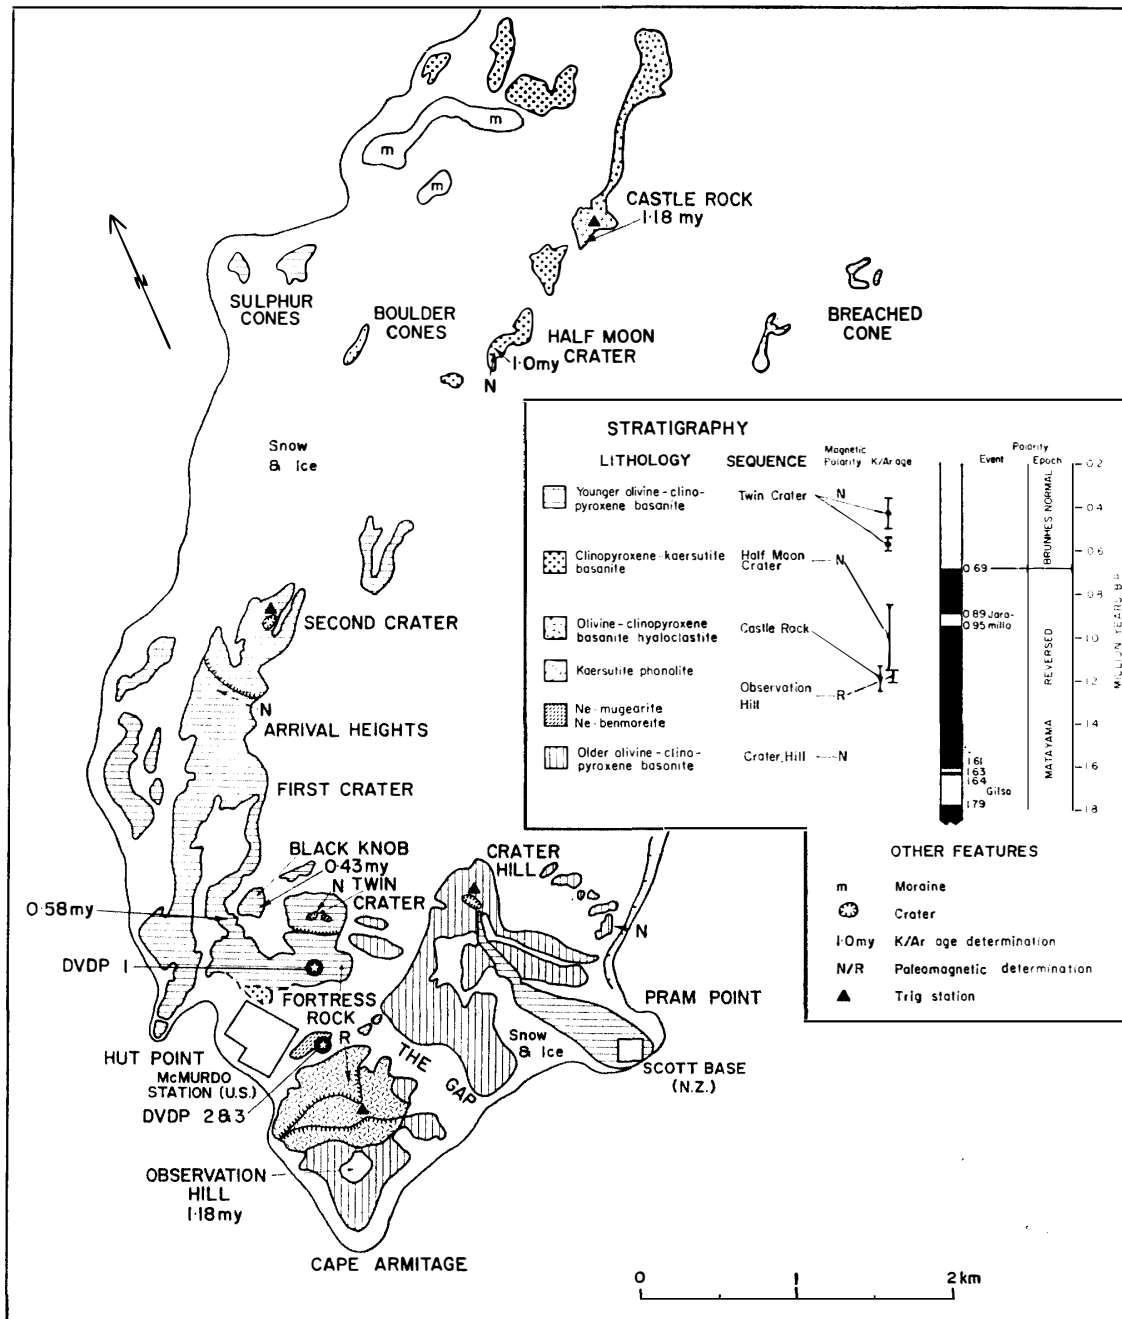 m
m
m
CASTLE ROCK
1·18 my
N
SULPHUR
CONES
BOULDER
CONES
HALF MOON
CRATER
1·0my
N
BREACHED
CONE
Snow
& Ice
SECOND CRATER
N
ARRIVAL HEIGHTS
FIRST CRATER
BLACK KNOB
0·43my
N TWIN
CRATER
0·58my
DVDP 1
CRATER
HILL
N
FORTRESS
ROCK
R
THE GAP
Snow
& Ice
PRAM POINT
SCOTT BASE
(N.Z.)
HUT POINT
McMURDO
STATION (U.S.)
DVDP 2&3
OBSERVATION
HILL
1·18my
CAPE ARMITAGE
0 1 2 km
STRATIGRAPHY
LITHOLOGY SEQUENCE Magnetic Polarity K/Ar age
Younger olivine-clino-
pyroxene basanite
Clinopyroxene-kaersutite
basanite
Olivine-clinopyroxene
basanite hyaloclastite
Kaersutite phonolite
Ne-mugearite
Ne-benmoreite
Older olivine-clino-
pyroxene basonite
Twin Crater N
Half Moon
Crater N
Castle Rock
Observation
Hill R
Crater Hill N
Polarity
Event Epoch
0·69
0·89 Jara-
0·95 millo
1·61
1·63
1·64
Gilsa
1·79
BRUNHES NORMAL
MATAYAMA REVERSED
0·2
0·4
0·6
0·8
1·0
1·2
1·4
1·6
1·8
MILLION YEARS B.P.
OTHER FEATURES
m Moraine
Crater
1·0my K/Ar age determination
N/R Paleomagnetic determination
Trig station